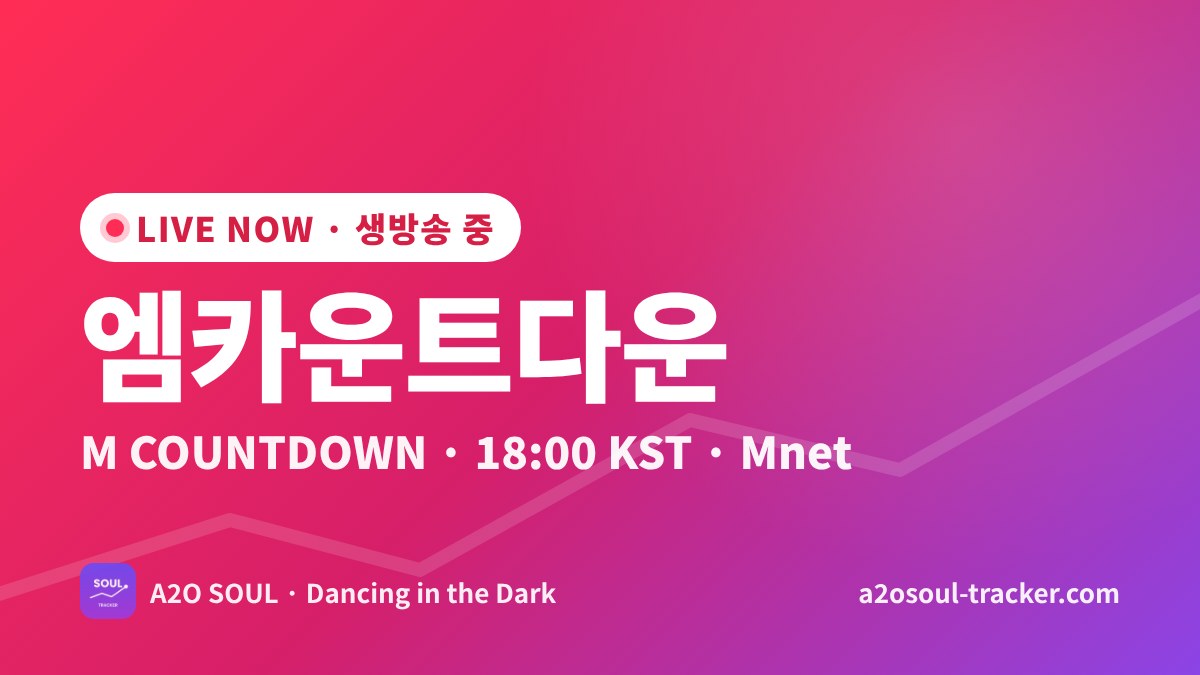 LIVE NOW · 생방송 중
엠카운트다운
M COUNTDOWN · 18:00 KST · Mnet
SOUL
TRACKER
A2O SOUL · Dancing in the Dark
a2osoul-tracker.com